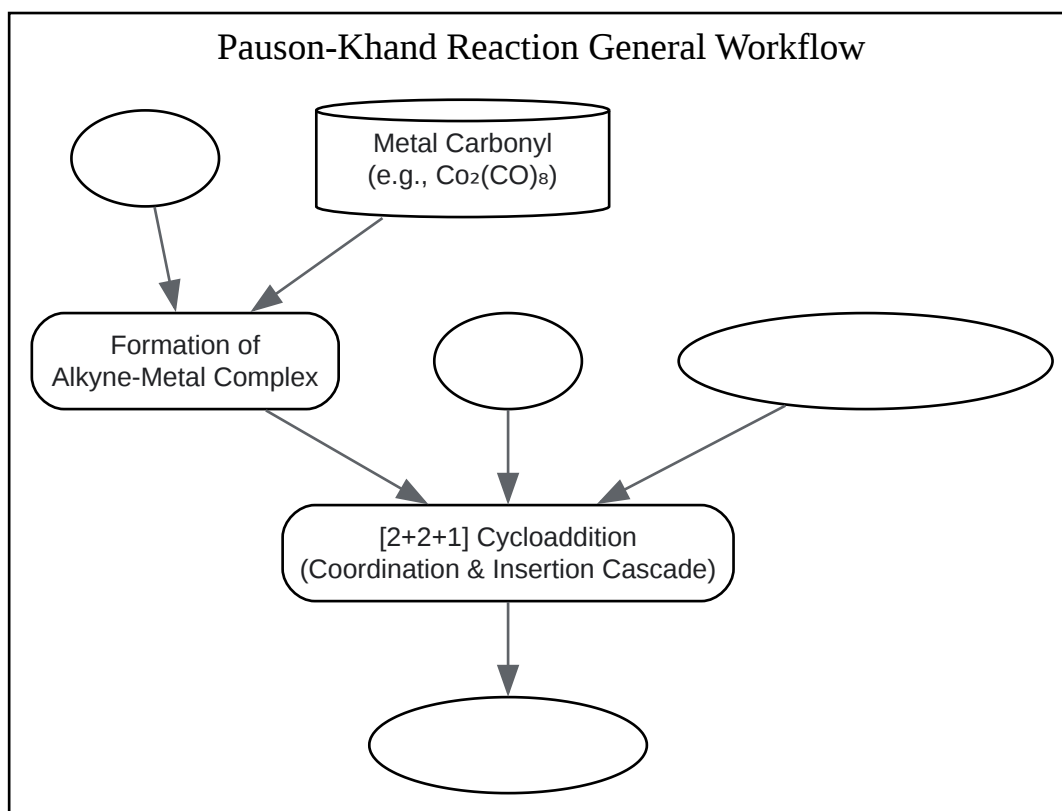 Pauson-Khand Reaction General Workflow
Metal Carbonyl
(e.g., Co₂(CO)₈)
Formation of
Alkyne-Metal Complex
[2+2+1] Cycloaddition
(Coordination & Insertion Cascade)